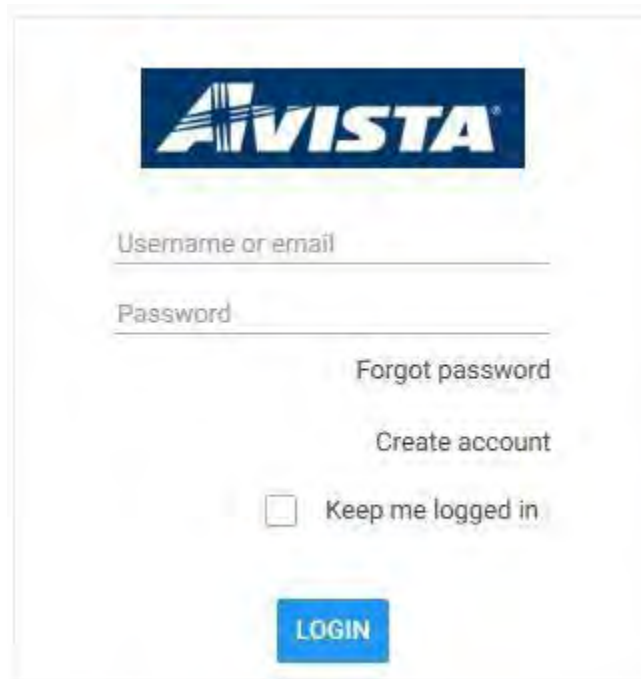 AVISTA®
Username or email
Password
Forgot password
Create account
Keep me logged in
LOGIN